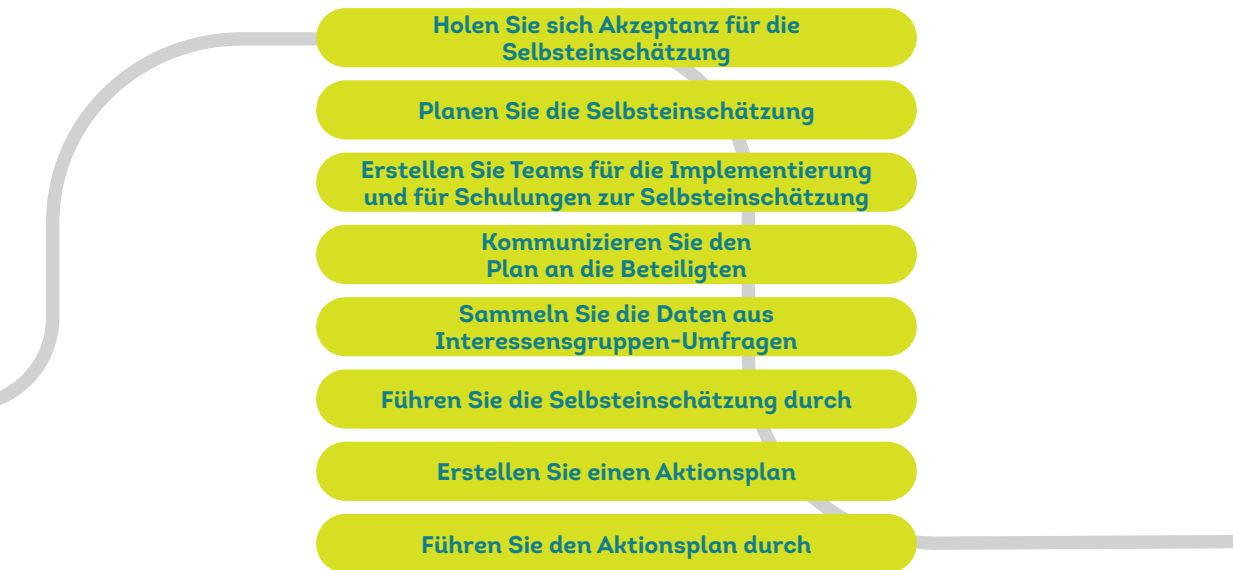 Holen Sie sich Akzeptanz für die
Selbsteinschätzung
Planen Sie die Selbsteinschätzung
Erstellen Sie Teams für die Implementierung
und für Schulungen zur Selbsteinschätzung
Kommunizieren Sie den
Plan an die Beteiligten
Sammeln Sie die Daten aus
Interessensgruppen-Umfragen
Führen Sie die Selbsteinschätzung durch
Erstellen Sie einen Aktionsplan
Führen Sie den Aktionsplan durch